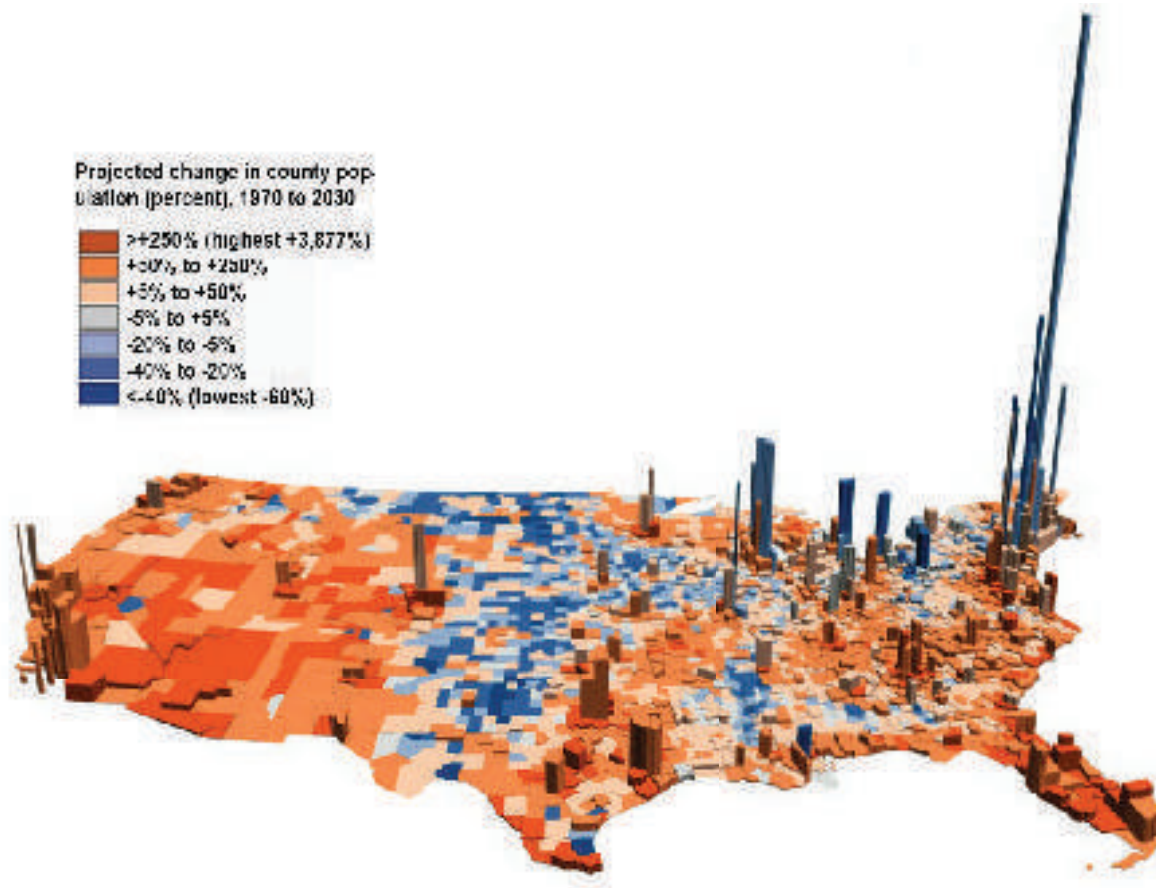 Projected change in county pop-
ulation (percent), 1970 to 2030
>+250% (highest +3,877%)
+50% to +250%
+5% to +50%
-5% to +5%
-20% to -5%
-40% to -20%
<-40% (lowest -60%)